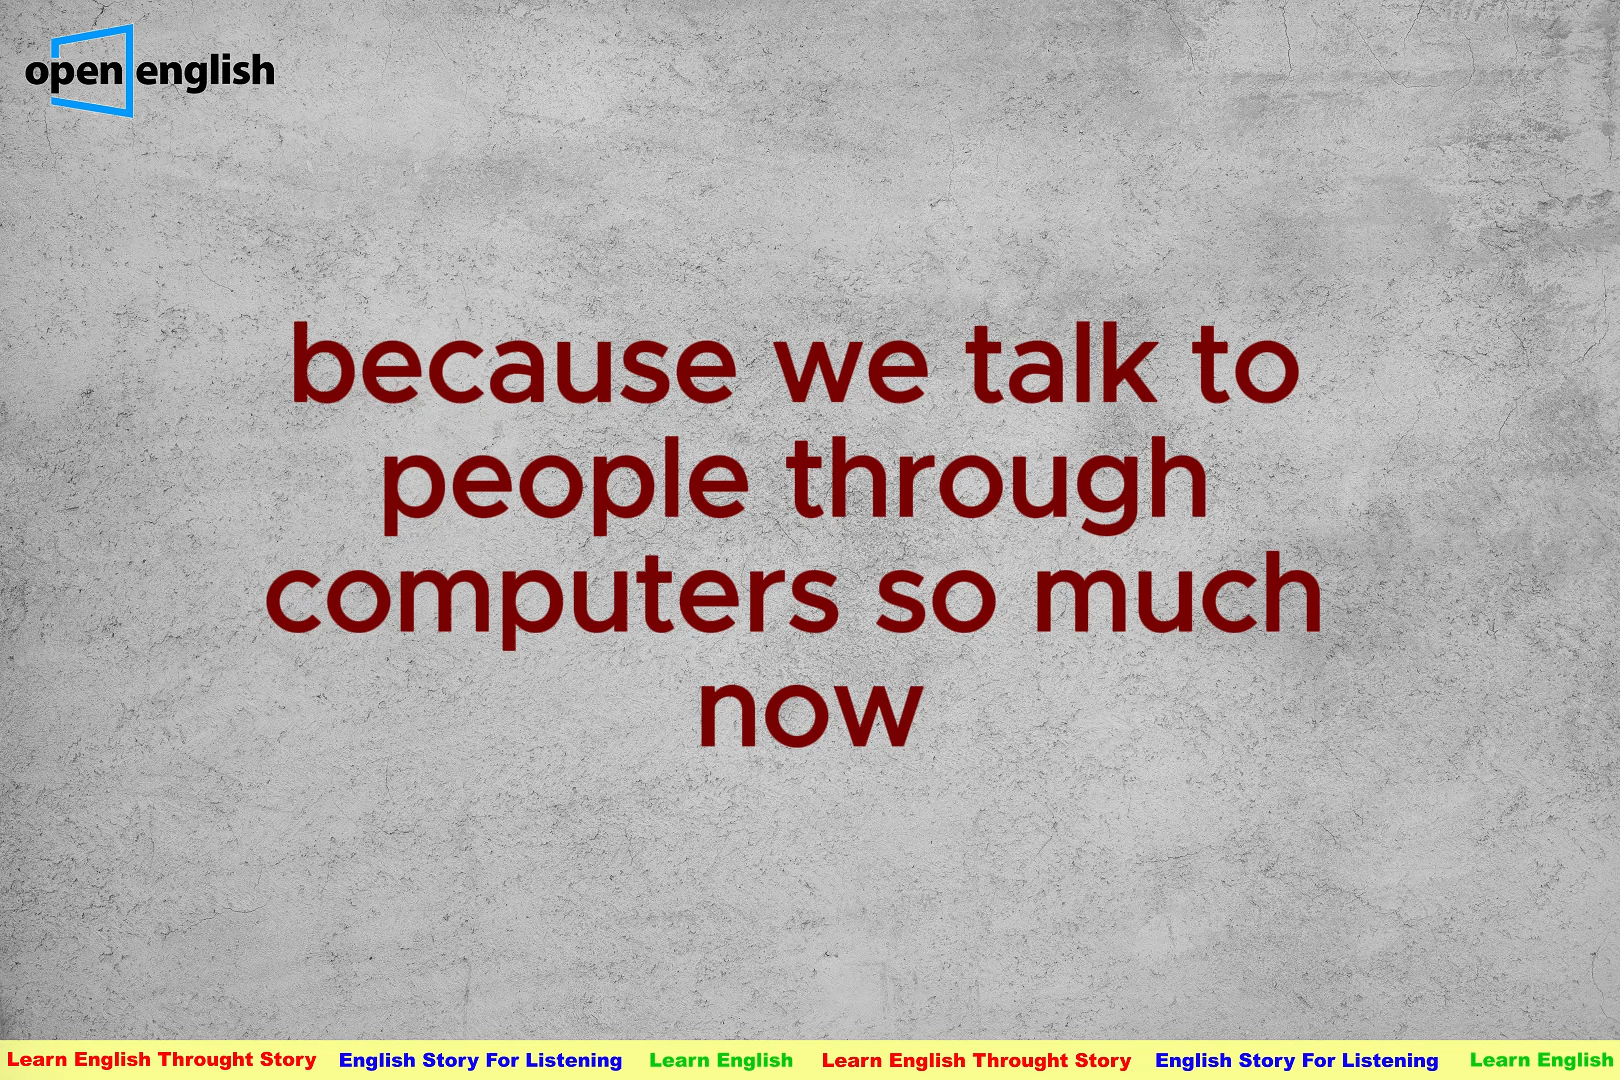 open english
because we talk to
people through
computers so much
now
Learn English Throught Story English Story For Listening Learn English Learn English Throught Story English Story For Listening Learn English